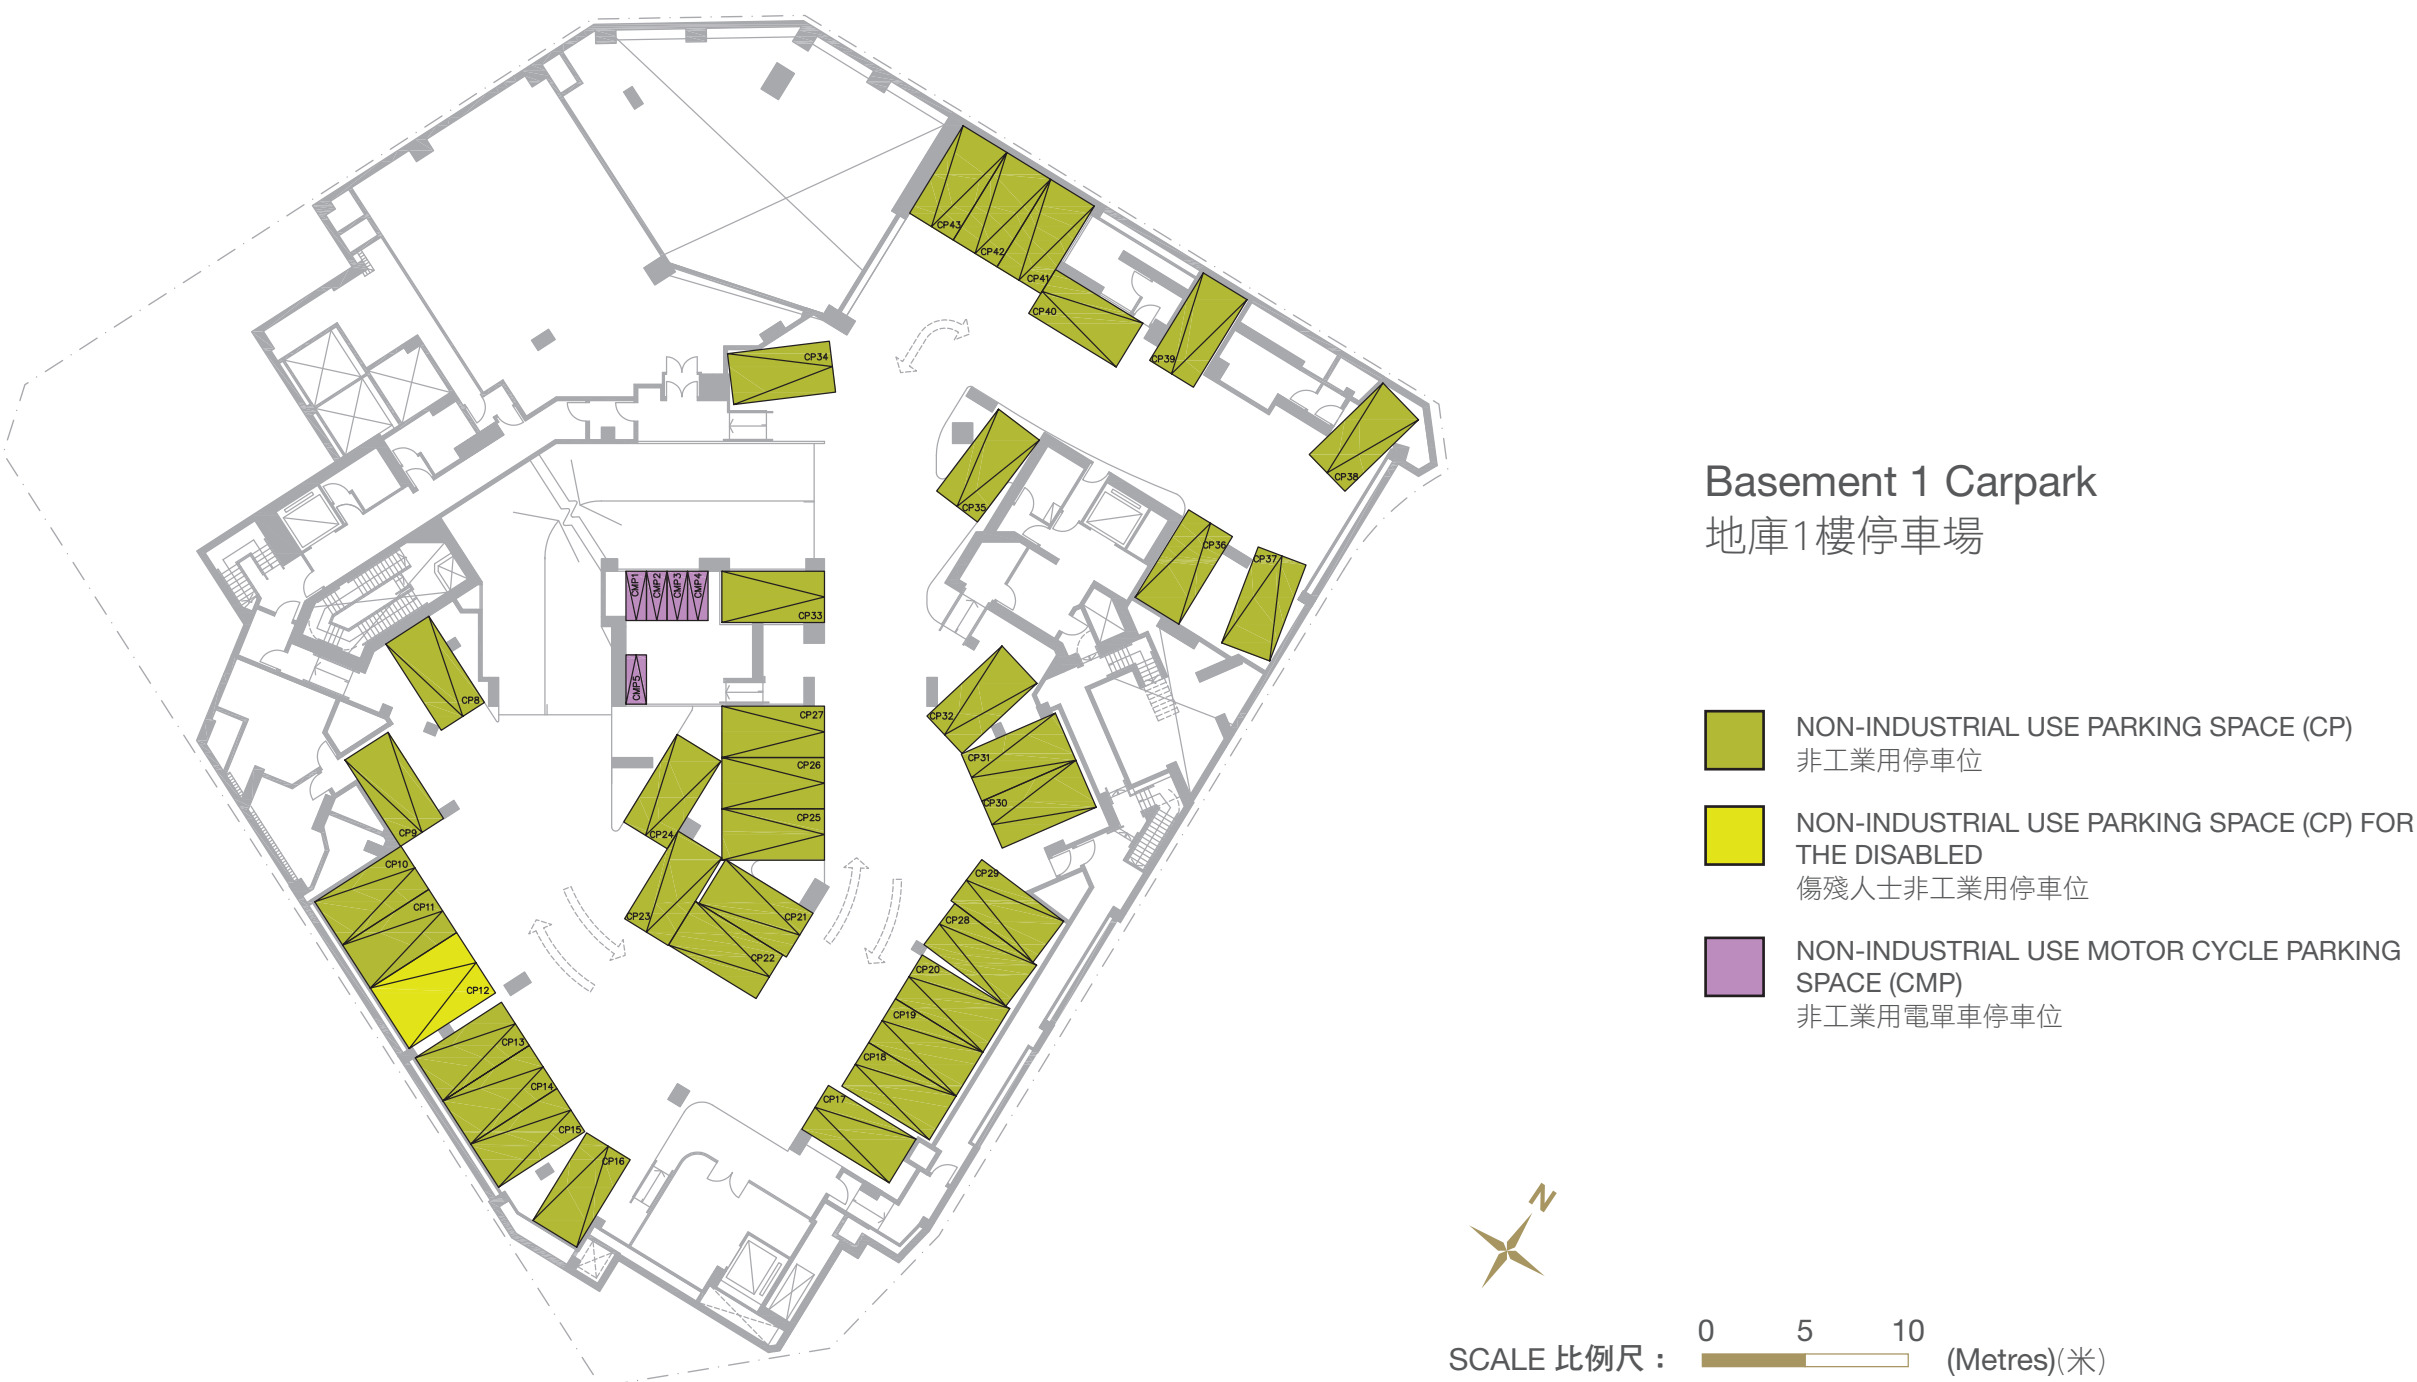 CP43
CP42
CP41
CP40
CP39
CP34
CP38
CP35
CP36
CP37
CMP1
CMP2
CMP3
CMP4
CP33
CMP5
CP8
CP27
CP32
CP26
CP31
CP30
CP25
CP24
CP9
CP10
CP29
CP11
CP23
CP21
CP28
CP22
CP20
CP12
CP19
CP13
CP18
CP14
CP17
CP15
CP16
Basement 1 Carpark
地庫1樓停車場
NON-INDUSTRIAL USE PARKING SPACE (CP)
非工業用停車位
NON-INDUSTRIAL USE PARKING SPACE (CP) FOR
THE DISABLED
傷殘人士非工業用停車位
NON-INDUSTRIAL USE MOTOR CYCLE PARKING
SPACE (CMP)
非工業用電單車停車位
N
0 5 10
SCALE 比例尺： (Metres)(米)